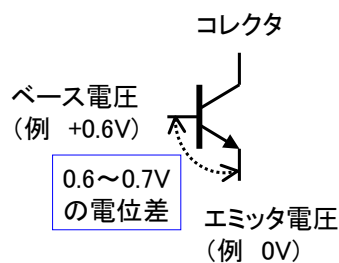 コレクタ
ベース電圧
（例　+0.6V）
0.6～0.7V
の電位差
エミッタ電圧
（例　0V）